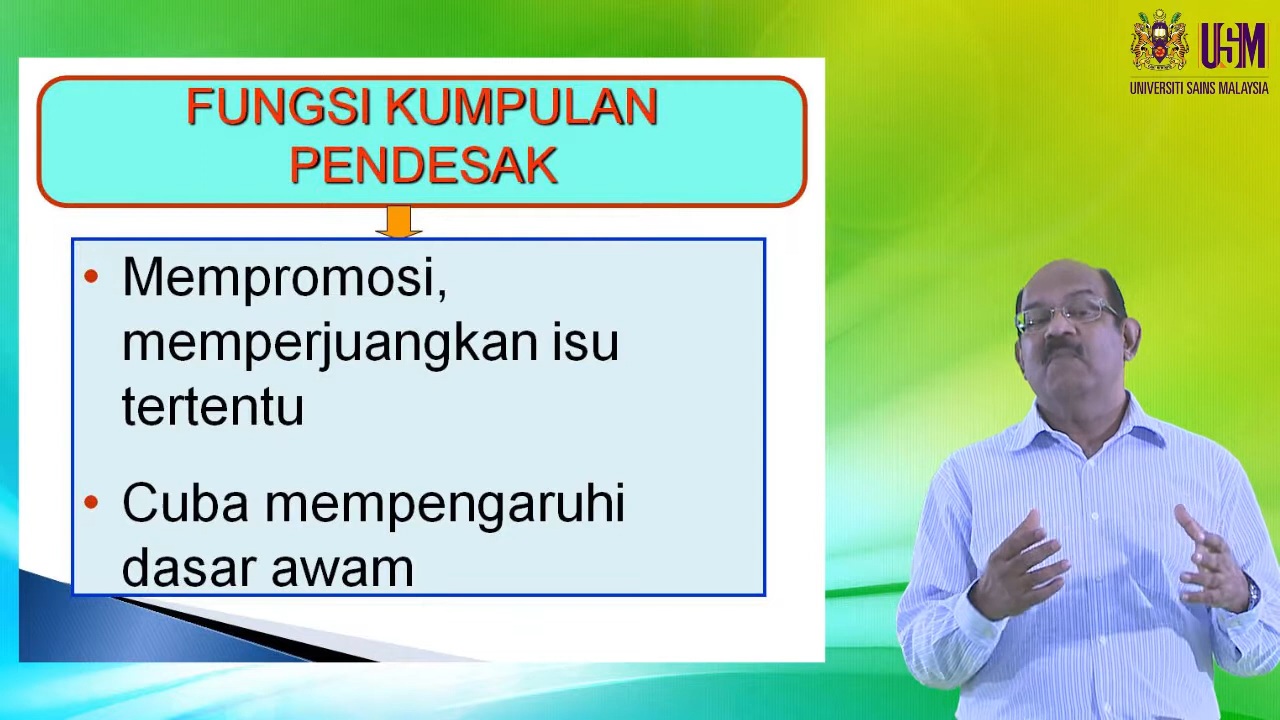 FUNGSI KUMPULAN
PENDESAK
• Mempromosi,
memperjuangkan isu
tertentu
• Cuba mempengaruhi
dasar awam
USM
UNIVERSITI SAINS MALAYSIA